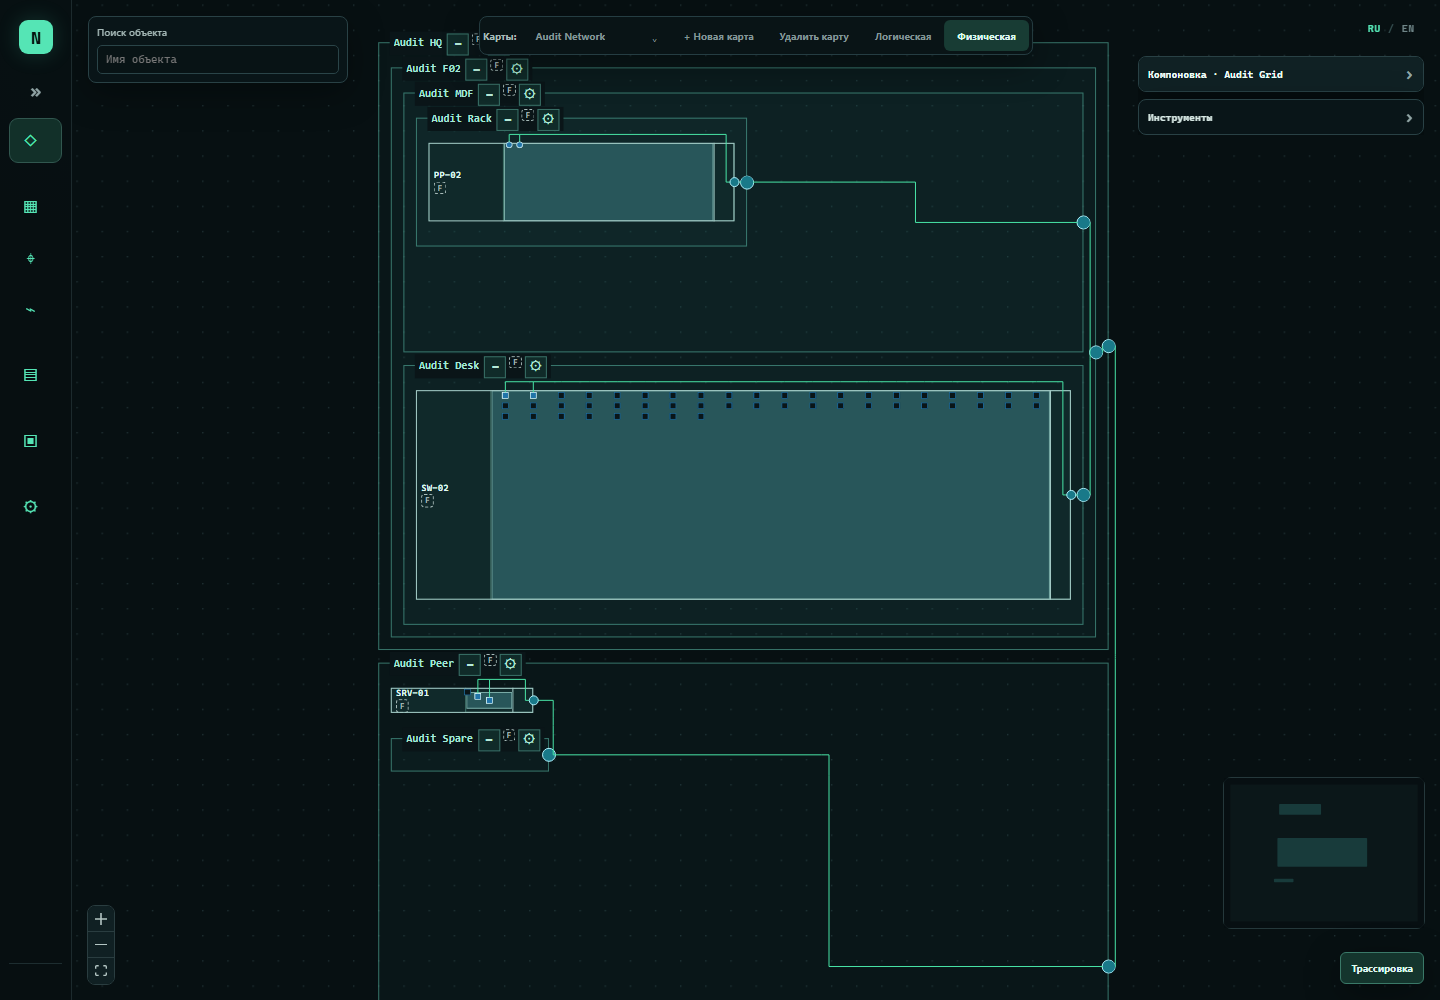 N
Поиск объекта
Имя объекта
Карты: Audit Network + Новая карта Удалить карту Логическая Физическая
RU / EN
Компоновка · Audit Grid
Инструменты
Audit HQ
Audit F02 F
Audit MDF F
Audit Rack F
PP-02
F
Audit Desk F
SW-02
F
Audit Peer F
SRV-01
F
Audit Spare F
Трассировка